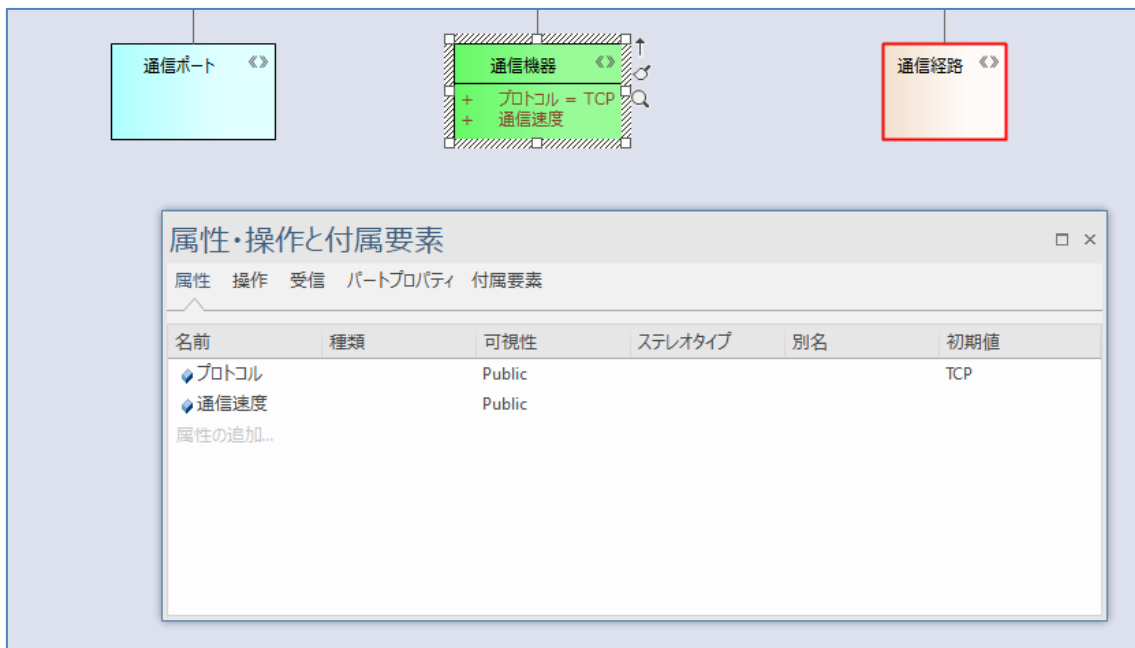 通信ポート 《》
通信機器 《》
+ プロトコル = TCP
+ 通信速度
通信経路 《》
属性・操作と付属要素
属性 操作 受信 パートプロパティ 付属要素
名前 種類 可視性 ステレオタイプ 別名 初期値
プロトコル Public TCP
通信速度 Public
属性の追加...